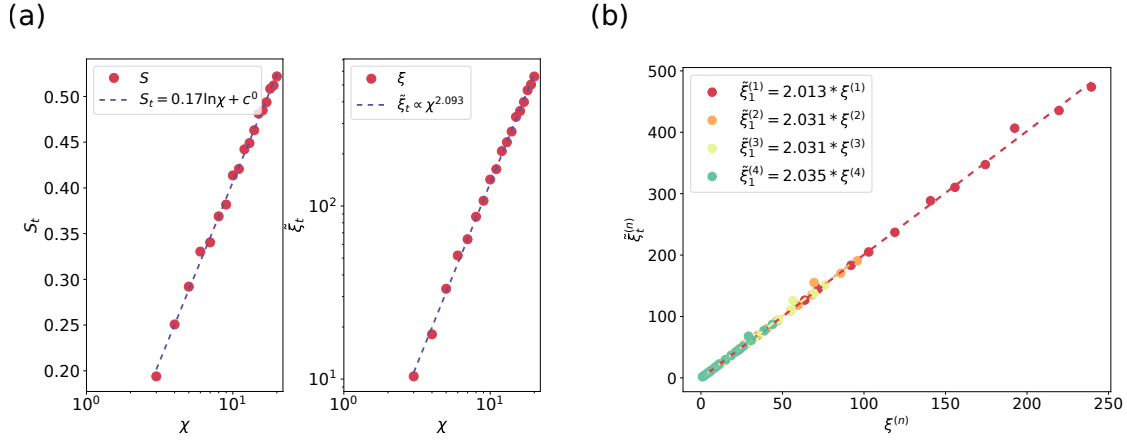 (a)
S
S_t = 0.17lnχ + c^0
0.50
0.45
0.40
0.35
0.30
0.25
0.20
S_t
10^0
10^1
χ
ξ
ξ̃_t ∝ χ^{2.093}
10^2
10^1
ξ̃_t
10^0
10^1
χ
(b)
ξ̃_1^{(1)} = 2.013 * ξ^{(1)}
ξ̃_1^{(2)} = 2.031 * ξ^{(2)}
ξ̃_1^{(3)} = 2.031 * ξ^{(3)}
ξ̃_1^{(4)} = 2.035 * ξ^{(4)}
500
400
300
200
100
0
ξ̃_t^{(n)}
0 50 100 150 200 250
ξ^{(n)}